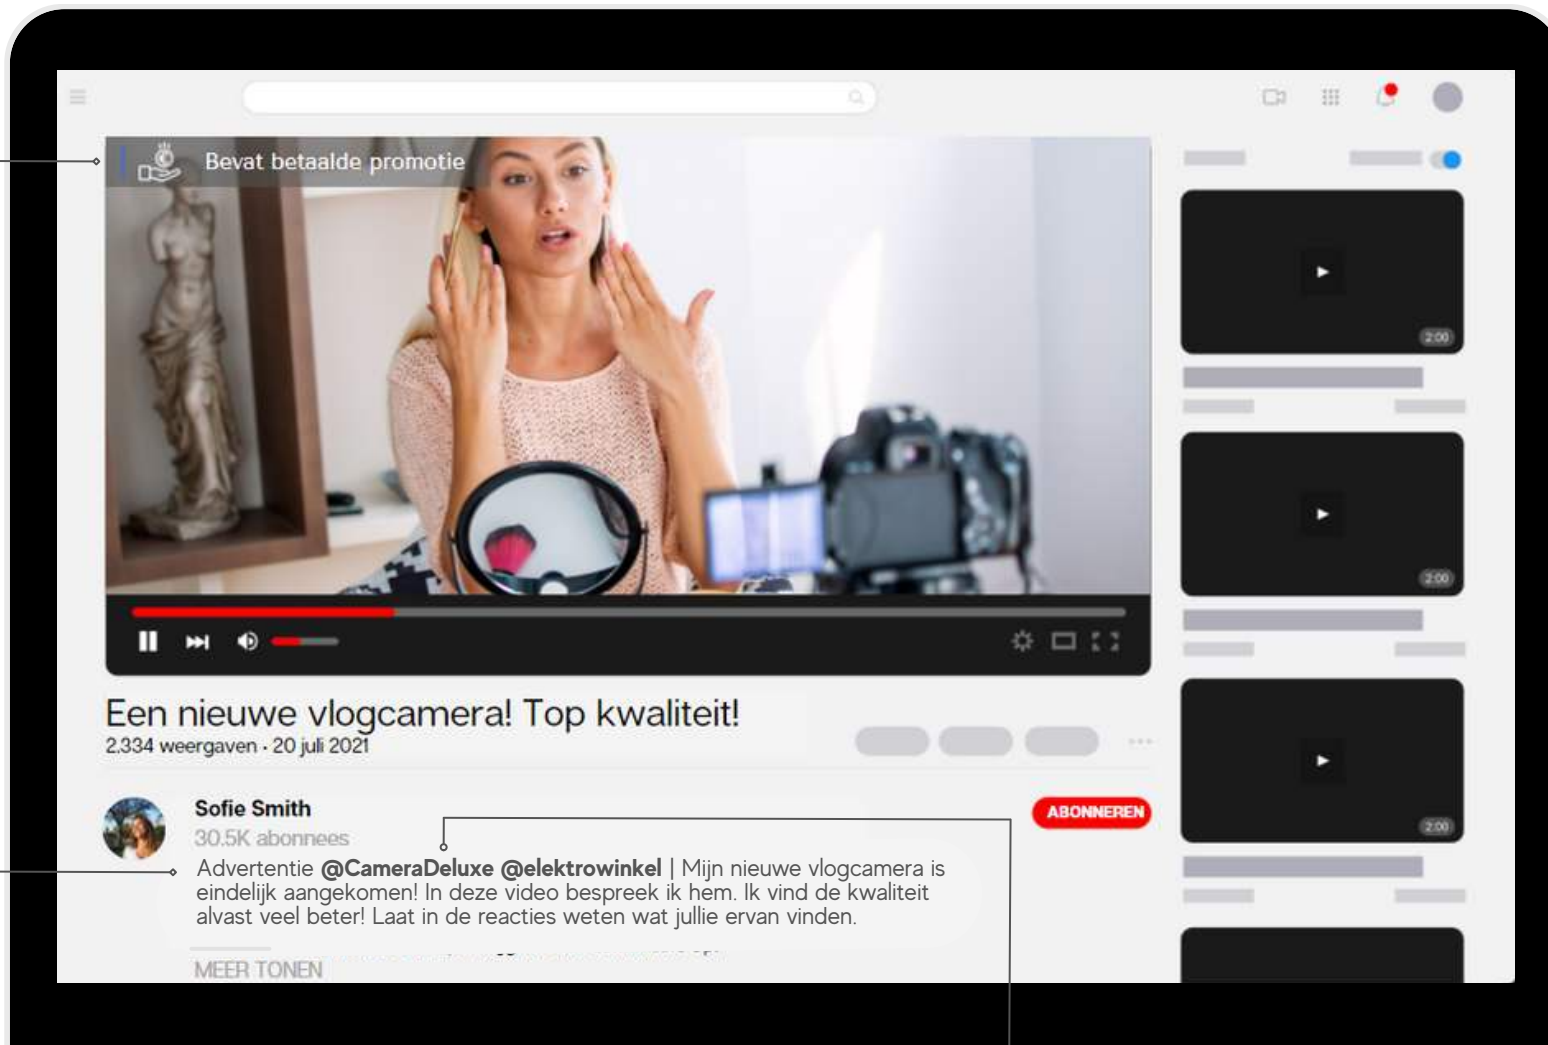 Bevat betaalde promotie
2:00
2:00
Een nieuwe vlogcamera! Top kwaliteit!
2.334 weergaven · 20 juli 2021
2:00
Sofie Smith
ABONNEREN
30.5K abonnees
Advertentie @CameraDeluxe @elektrowinkel | Mijn nieuwe vlogcamera is
eindelijk aangekomen! In deze video bespreek ik hem. Ik vind de kwaliteit
alvast veel beter! Laat in de reacties weten wat jullie ervan vinden.
MEER TONEN